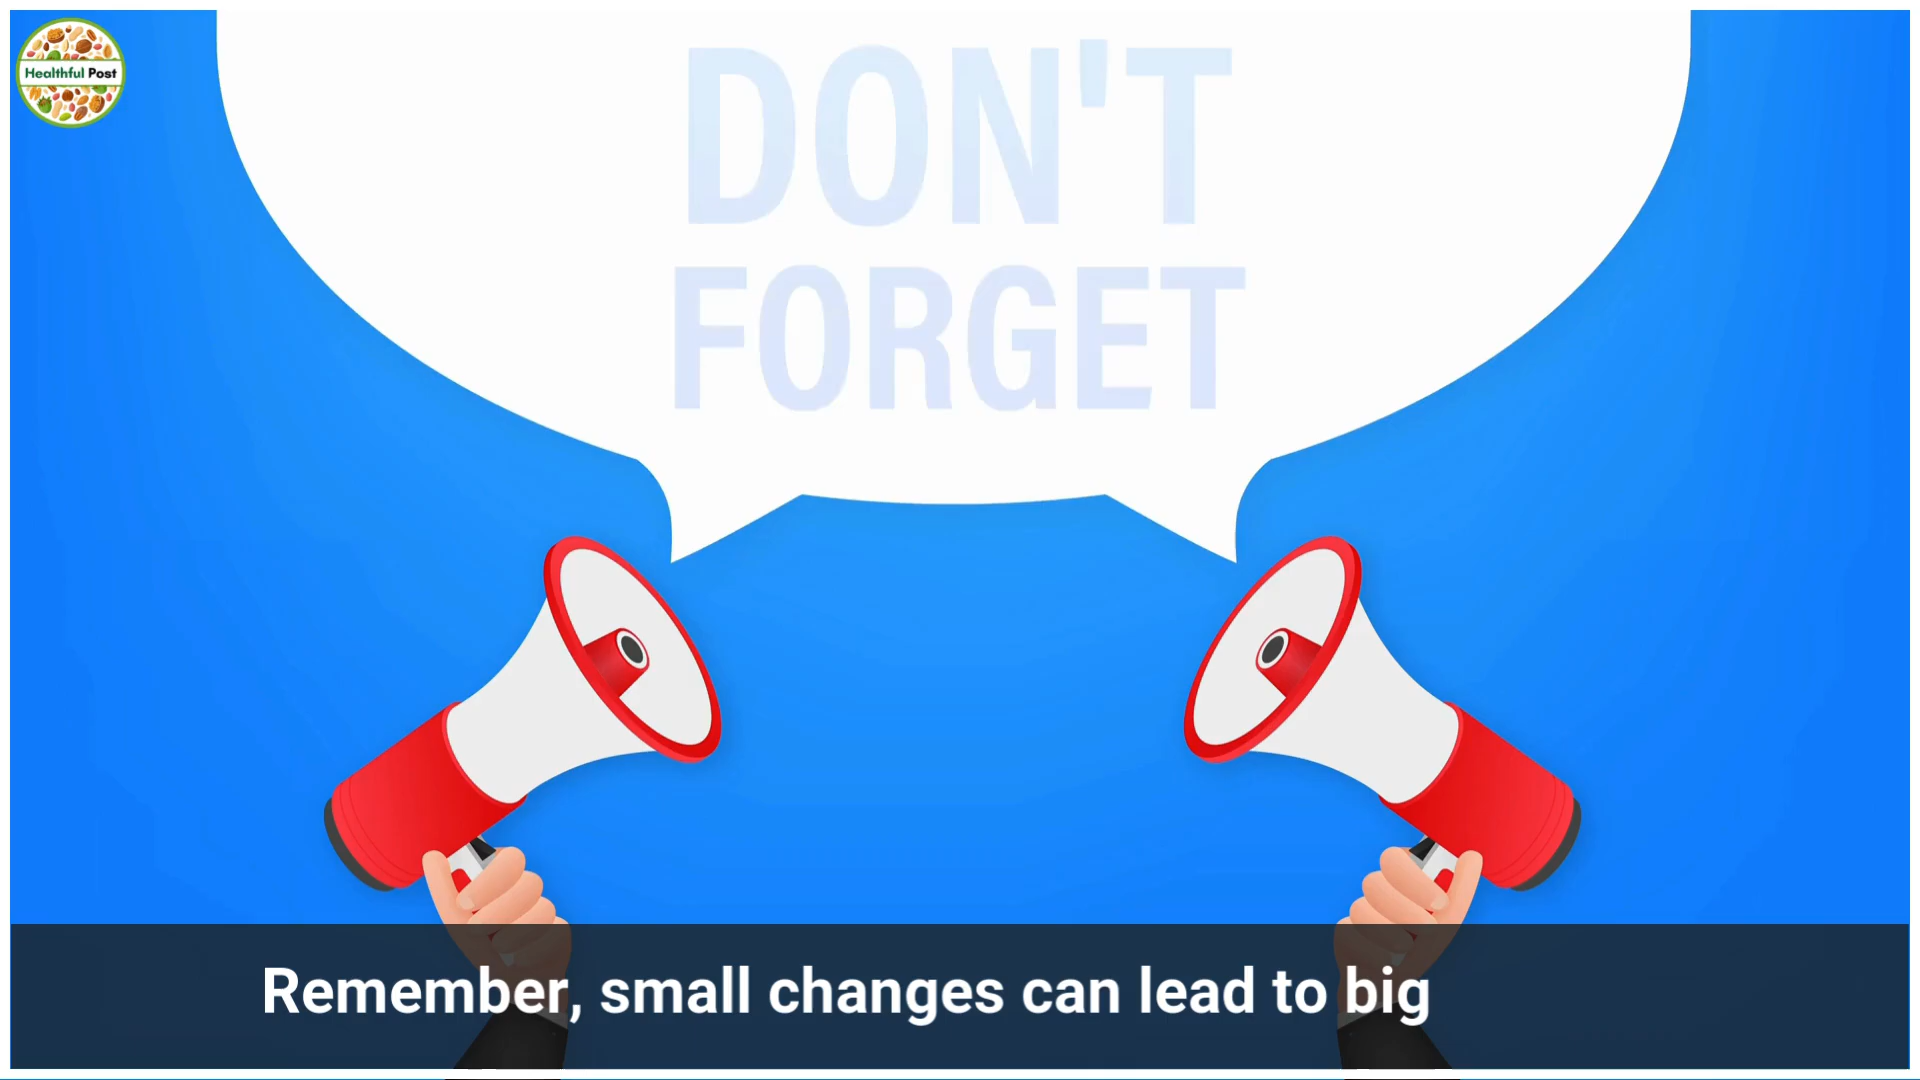 Healthful Post
DON'T
FORGET
Remember, small changes can lead to big